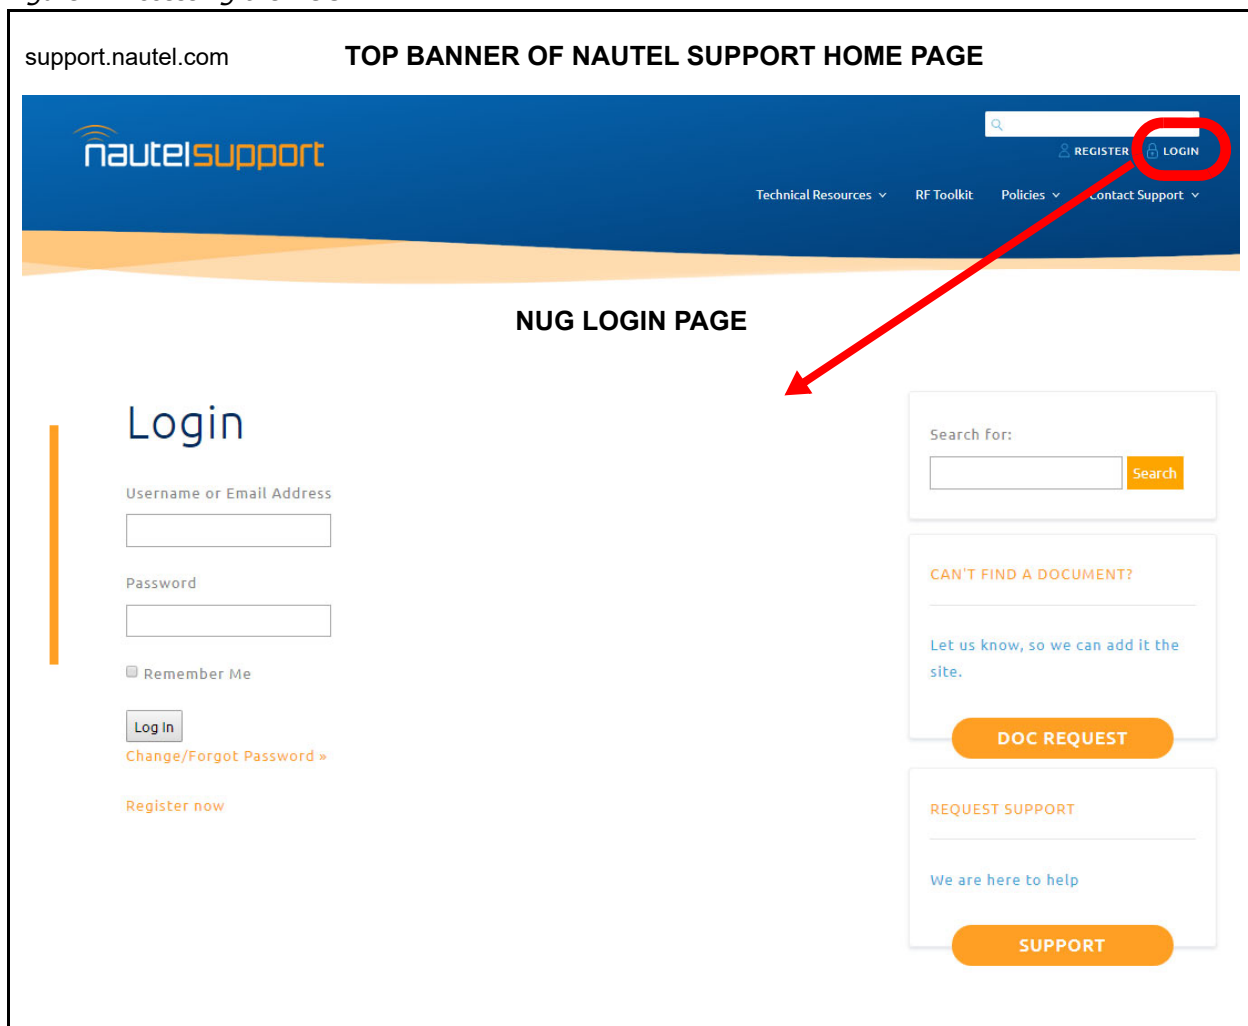 support.nautel.com
TOP BANNER OF NAUTEL SUPPORT HOME PAGE
nautelsupport
REGISTER
LOGIN
Technical Resources
RF Toolkit
Policies
Contact Support
NUG LOGIN PAGE
Login
Username or Email Address
Password
Remember Me
Log In
Change/Forgot Password »
Register now
Search for:
Search
CAN'T FIND A DOCUMENT?
Let us know, so we can add it the
site.
DOC REQUEST
REQUEST SUPPORT
We are here to help
SUPPORT